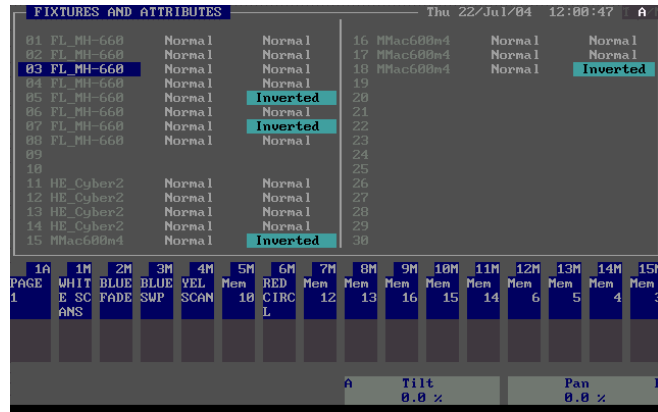 FIXTURES AND ATTRIBUTES Thu 22/Jul/04 12:00:47 A
01 FL_MH-660 Normal Normal
02 FL_MH-660 Normal Normal
03 FL_MH-660 Normal Normal
04 FL_MH-660 Normal Normal
05 FL_MH-660 Normal Inverted
06 FL_MH-660 Normal Normal
07 FL_MH-660 Normal Inverted
08 FL_MH-660 Normal Normal
09
10
11 HE_Cyber2 Normal Normal
12 HE_Cyber2 Normal Normal
13 HE_Cyber2 Normal Normal
14 HE_Cyber2 Normal Normal
15 MMac600m4 Normal Inverted
16 MMac600m4 Normal Normal
17 MMac600m4 Normal Normal
18 MMac600m4 Normal Inverted
19
20
21
22
23
24
25
26
27
28
29
30
1A 1M 2M 3M 4M 5M 6M 7M 8M 9M 10M 11M 12M 13M 14M 15M
PAGE WHIT BLUE BLUE YEL Mem RED Mem Mem Mem Mem Mem Mem Mem Mem Mem
1 E SC FADE SWP SCAN 10 CIRC 12 13 16 15 14 6 5 4
ANS L
A Tilt Pan
0.0 % 0.0 %